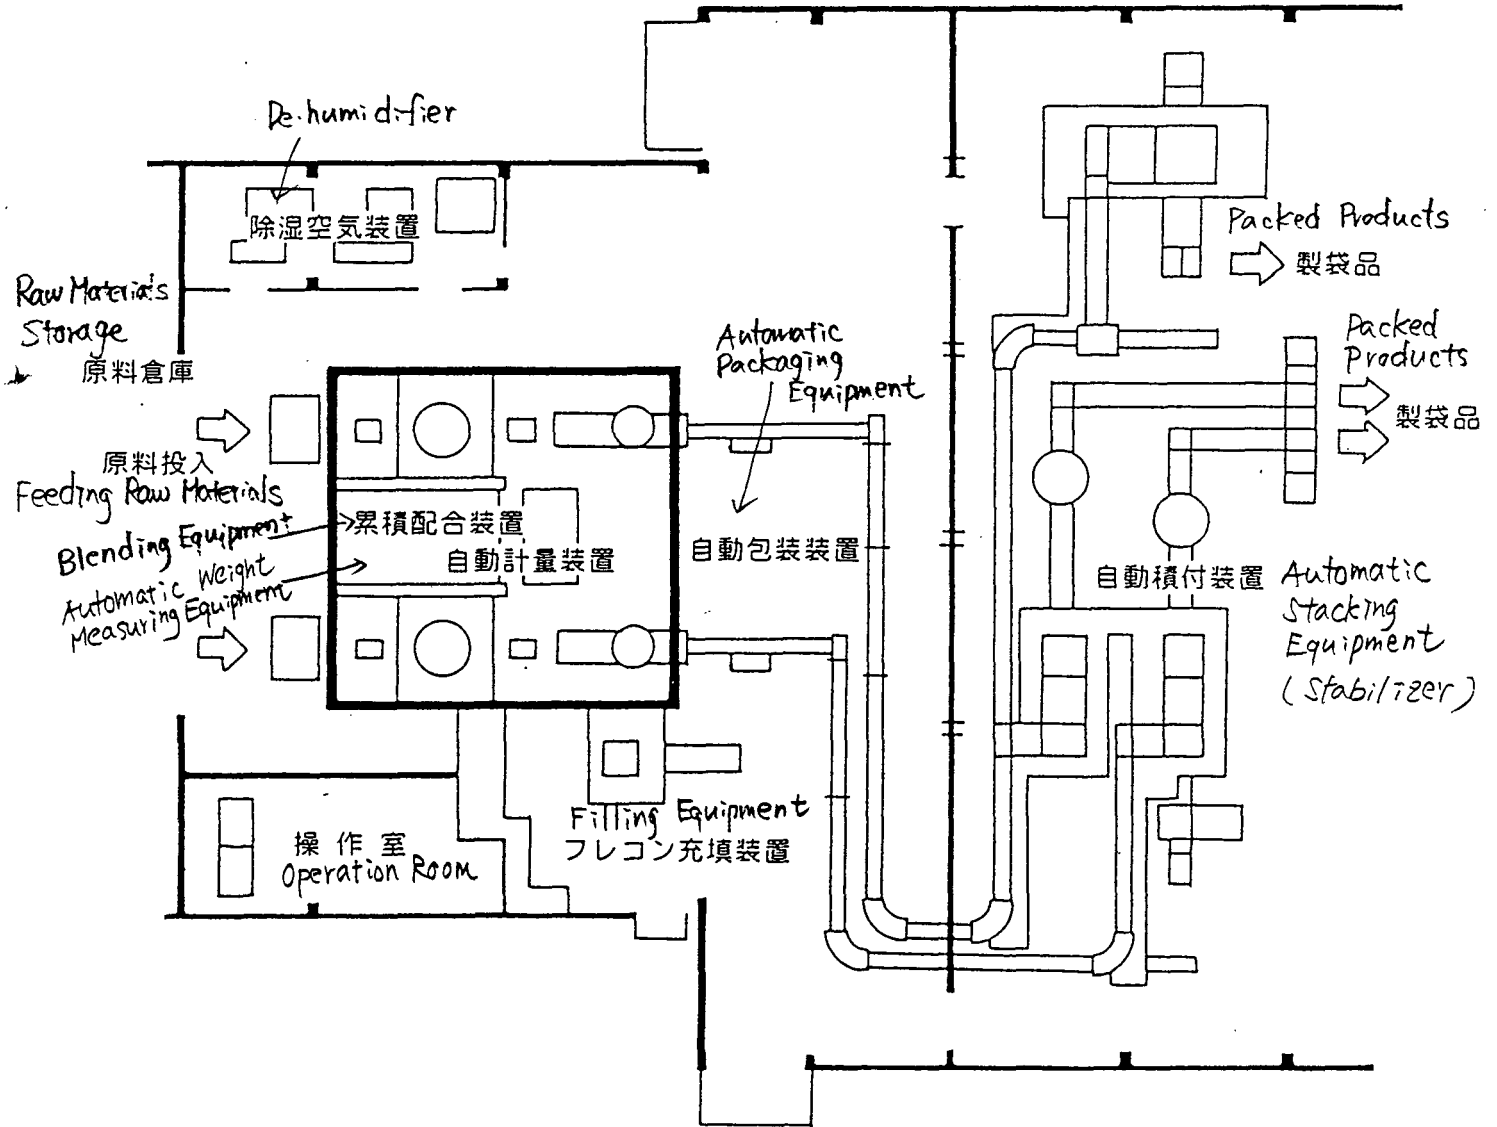 De-humidifier
除湿空気装置
Raw Materials
Storage
原料倉庫
原料投入
Feeding Raw Materials
Blending Equipment
Automatic Weight
Measuring Equipment
累積配合装置
自動計量装置
Automatic
Packaging
Equipment
自動包装装置
Packed Products
製袋品
Packed
Products
製袋品
自動積付装置
Automatic
Stacking
Equipment
(Stabilizer)
Filling Equipment
フレコン充填装置
操作室
Operation Room